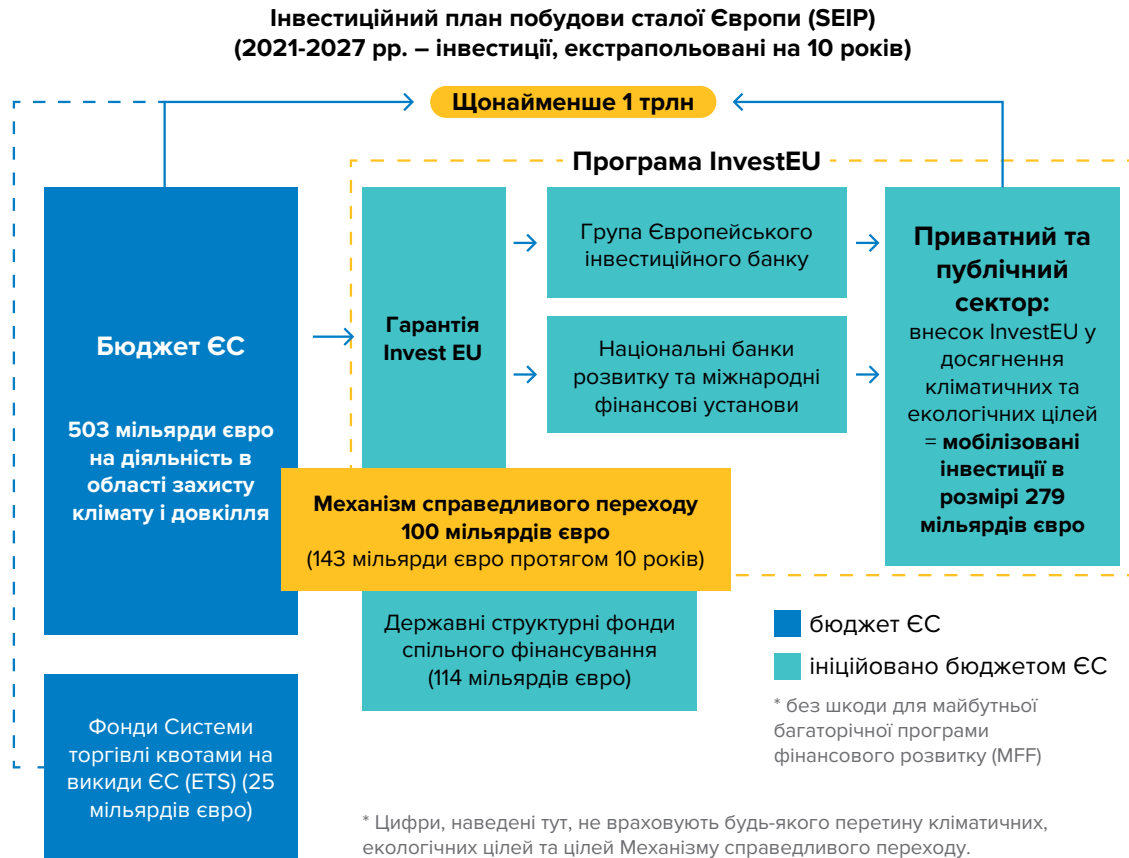 Інвестиційний план побудови сталої Європи (SEIP)
(2021-2027 рр. – інвестиції, екстрапольовані на 10 років)
Щонайменше 1 трлн
Програма InvestEU
Бюджет ЄС
503 мільярди євро
на діяльність в
області захисту
клімату і довкілля
Гарантія
Invest EU
Група Європейського
інвестиційного банку
Національні банки
розвитку та міжнародні
фінансові установи
Приватний та
публічний
сектор:
внесок InvestEU у
досягнення
кліматичних та
екологічних цілей
= мобілізовані
інвестиції в
розмірі 279
мільярдів євро
Механізм справедливого переходу
100 мільярдів євро
(143 мільярди євро протягом 10 років)
Державні структурні фонди
спільного фінансування
(114 мільярдів євро)
Фонди Системи
торгівлі квотами на
викиди ЄС (ETS) (25
мільярдів євро)
бюджет ЄС
ініційовано бюджетом ЄС
* без шкоди для майбутньої
багаторічної програми
фінансового розвитку (MFF)
* Цифри, наведені тут, не враховують будь-якого перетину кліматичних,
екологічних цілей та цілей Механізму справедливого переходу.